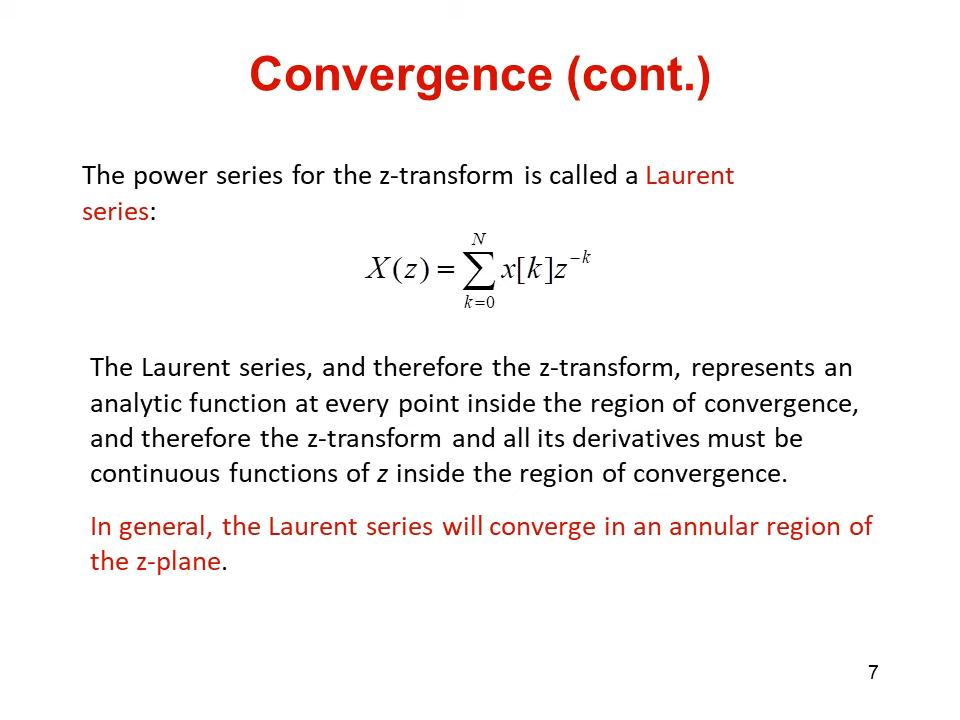 Convergence (cont.)
The power series for the z-transform is called a Laurent
series:
X(z) = \sum_{k=0}^{N} x[k]z^{-k}
The Laurent series, and therefore the z-transform, represents an
analytic function at every point inside the region of convergence,
and therefore the z-transform and all its derivatives must be
continuous functions of z inside the region of convergence.
In general, the Laurent series will converge in an annular region of
the z-plane.
7